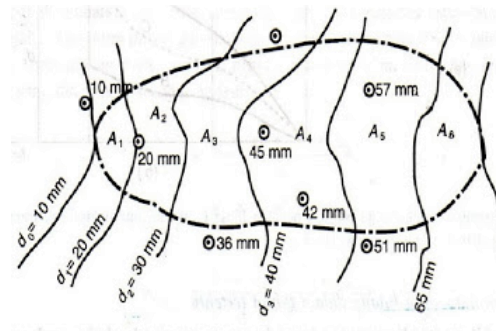 10 mm
57 mm
A₁
A₂
A₃
A₄
A₅
A₆
20 mm
45 mm
42 mm
36 mm
51 mm
d₀ = 10 mm
d₁ = 20 mm
d₂ = 30 mm
d₃ = 40 mm
65 mm